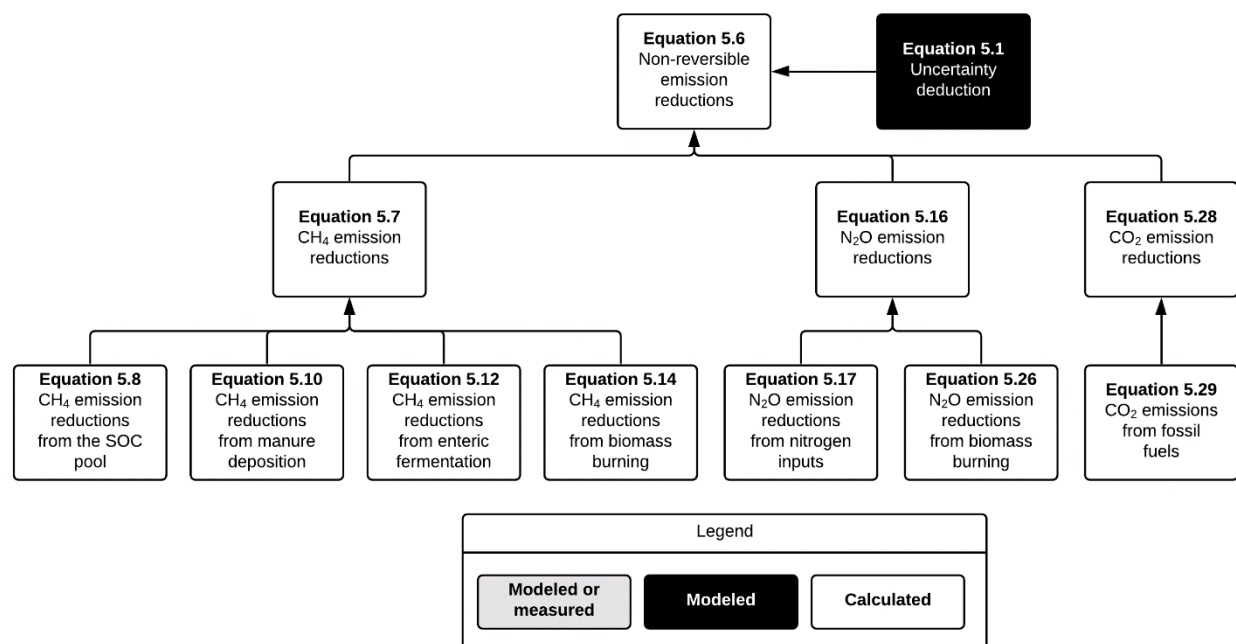 Equation 5.6
Non-reversible
emission
reductions
Equation 5.1
Uncertainty
deduction
Equation 5.7
CH₄ emission
reductions
Equation 5.16
N₂O emission
reductions
Equation 5.28
CO₂ emission
reductions
Equation 5.8
CH₄ emission
reductions
from the SOC
pool
Equation 5.10
CH₄ emission
reductions
from manure
deposition
Equation 5.12
CH₄ emission
reductions
from enteric
fermentation
Equation 5.14
CH₄ emission
reductions
from biomass
burning
Equation 5.17
N₂O emission
reductions
from nitrogen
inputs
Equation 5.26
N₂O emission
reductions
from biomass
burning
Equation 5.29
CO₂ emissions
from fossil
fuels
Legend
Modeled or
measured
Modeled
Calculated